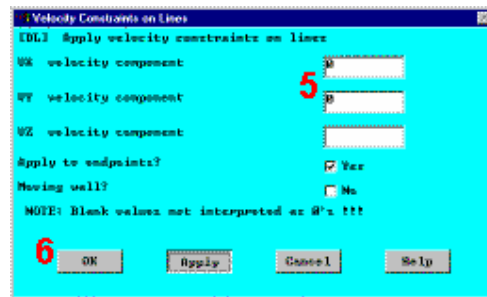 Velocity Constraints on Lines
[DL] Apply velocity constraints on lines
VX velocity component 0
5
VY velocity component 0
VZ velocity component
Apply to endpoints? Yes
Moving wall? No
NOTE: Blank values not interpreted as 0's !!!
6
OK Apply Cancel Help